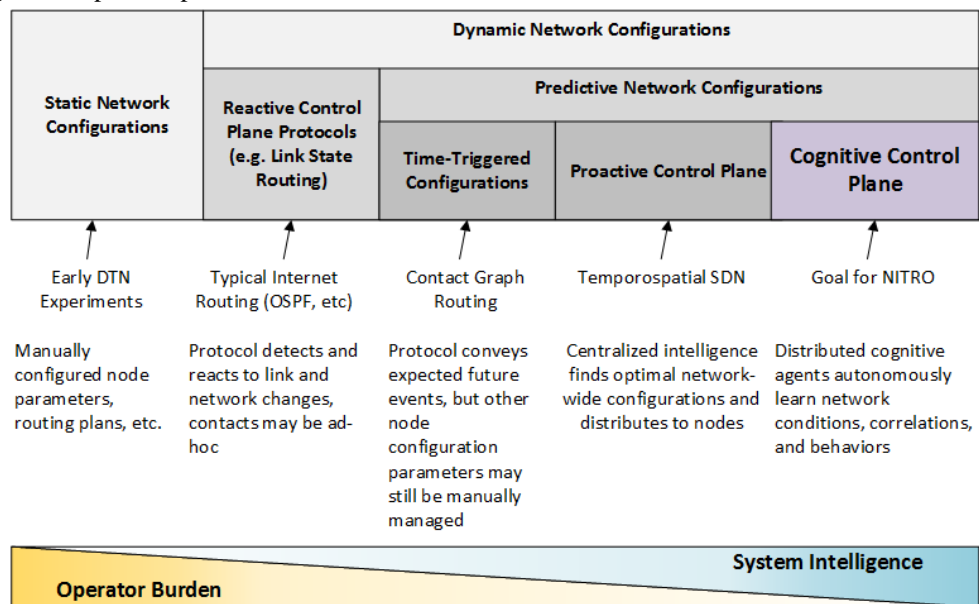 Dynamic Network Configurations
Predictive Network Configurations
Static Network
Configurations
Reactive Control
Plane Protocols
(e.g. Link State
Routing)
Time-Triggered
Configurations
Proactive Control Plane
Cognitive Control
Plane
Early DTN
Experiments
Typical Internet
Routing (OSPF, etc)
Contact Graph
Routing
Temporospatial SDN
Goal for NITRO
Manually
configured node
parameters,
routing plans, etc.
Protocol detects and
reacts to link and
network changes,
contacts may be ad-
hoc
Protocol conveys
expected future
events, but other
node
configuration
parameters may
still be manually
managed
Centralized intelligence
finds optimal network-
wide configurations and
distributes to nodes
Distributed cognitive
agents autonomously
learn network
conditions, correlations,
and behaviors
System Intelligence
Operator Burden